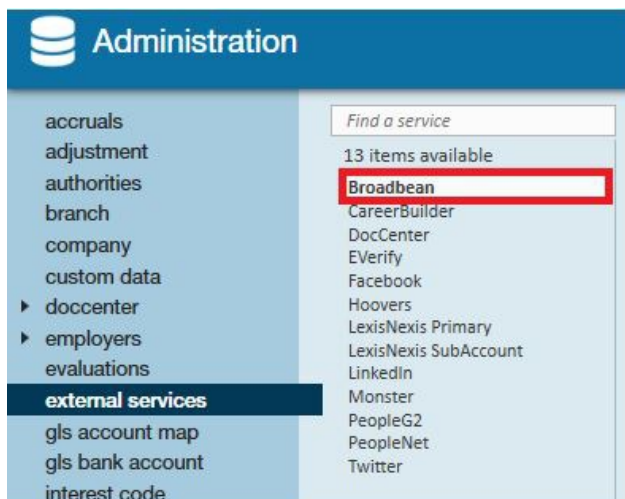 Administration
accruals
adjustment
authorities
branch
company
custom data
doccenter
employers
evaluations
external services
gls account map
gls bank account
interest code
Find a service
13 items available
Broadbean
CareerBuilder
DocCenter
EVerify
Facebook
Hoovers
LexisNexis Primary
LexisNexis SubAccount
LinkedIn
Monster
PeopleG2
PeopleNet
Twitter